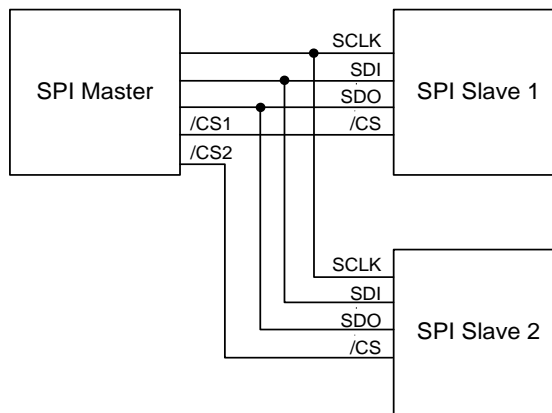 SPI Master
/CS1
/CS2
SCLK
SDI
SDO
/CS
SPI Slave 1
SCLK
SDI
SDO
/CS
SPI Slave 2